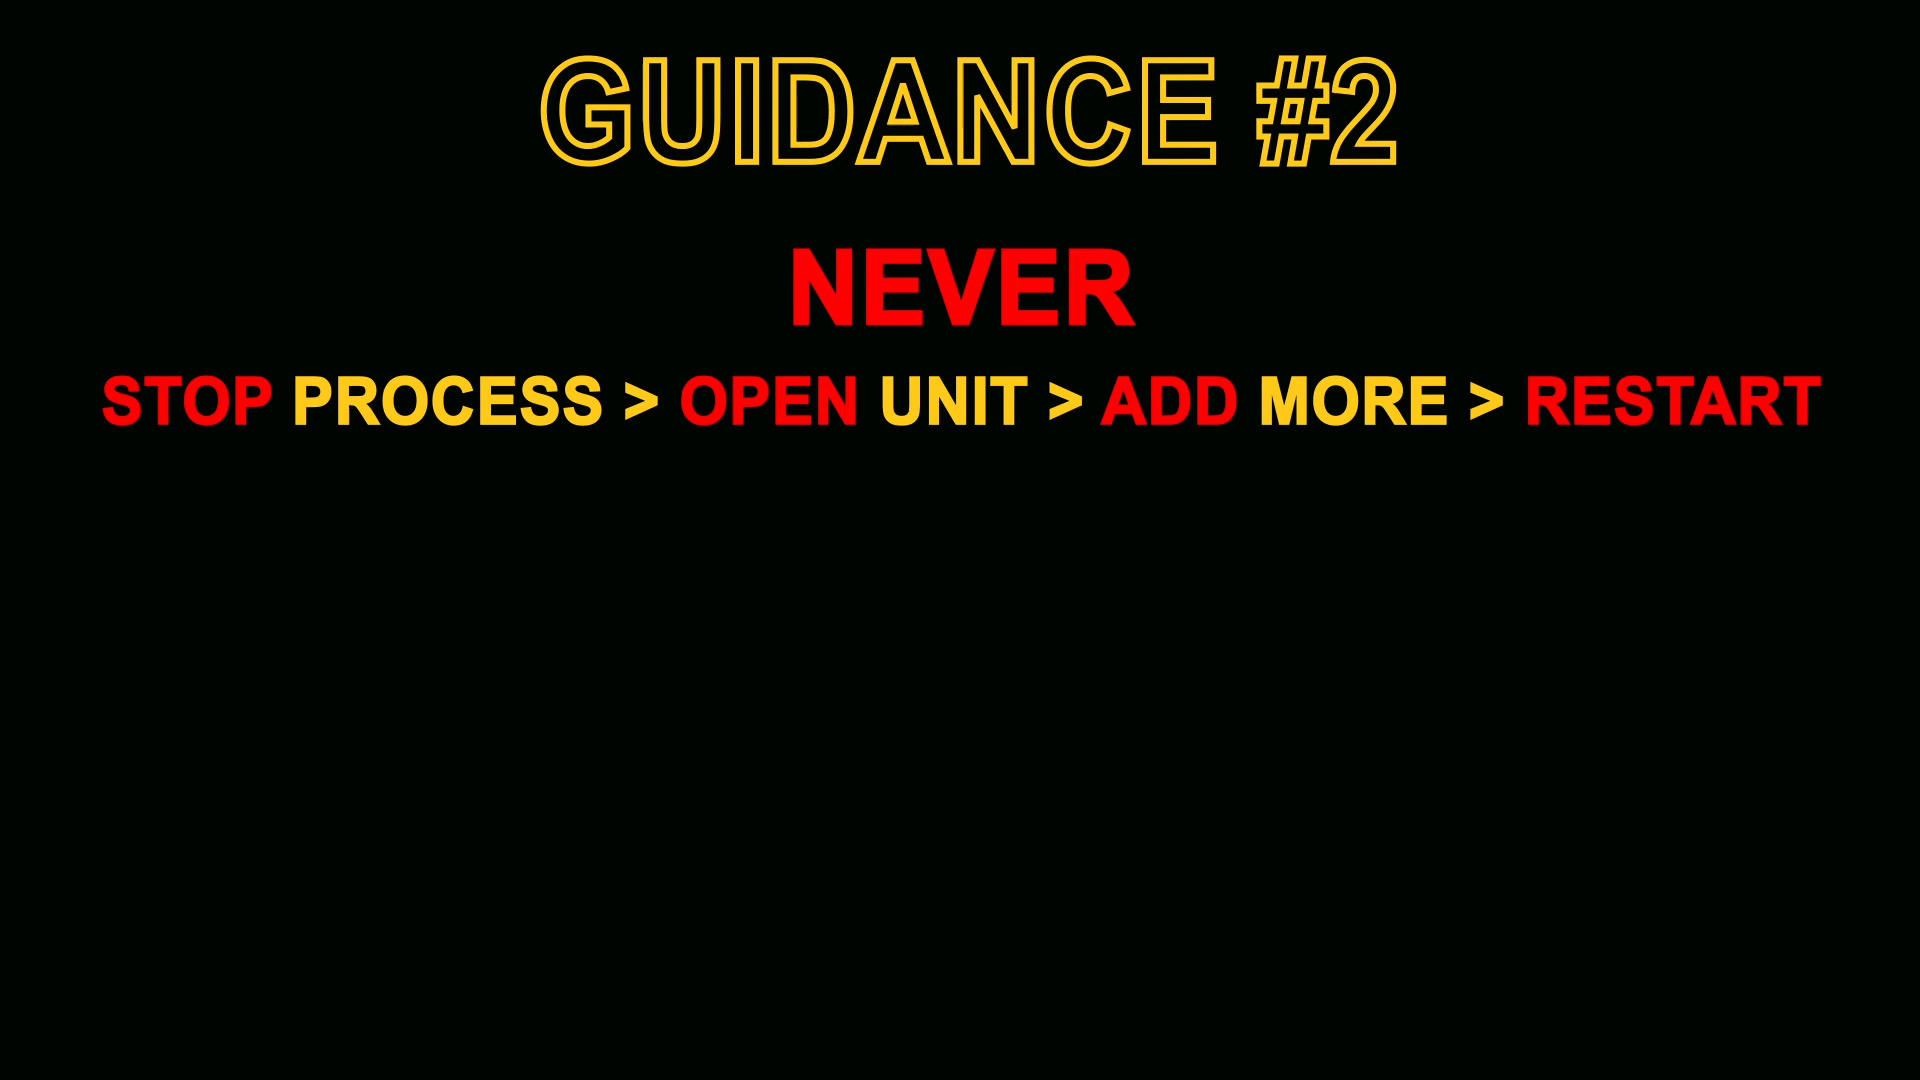 GUIDANCE #2
NEVER
STOP PROCESS > OPEN UNIT > ADD MORE > RESTART